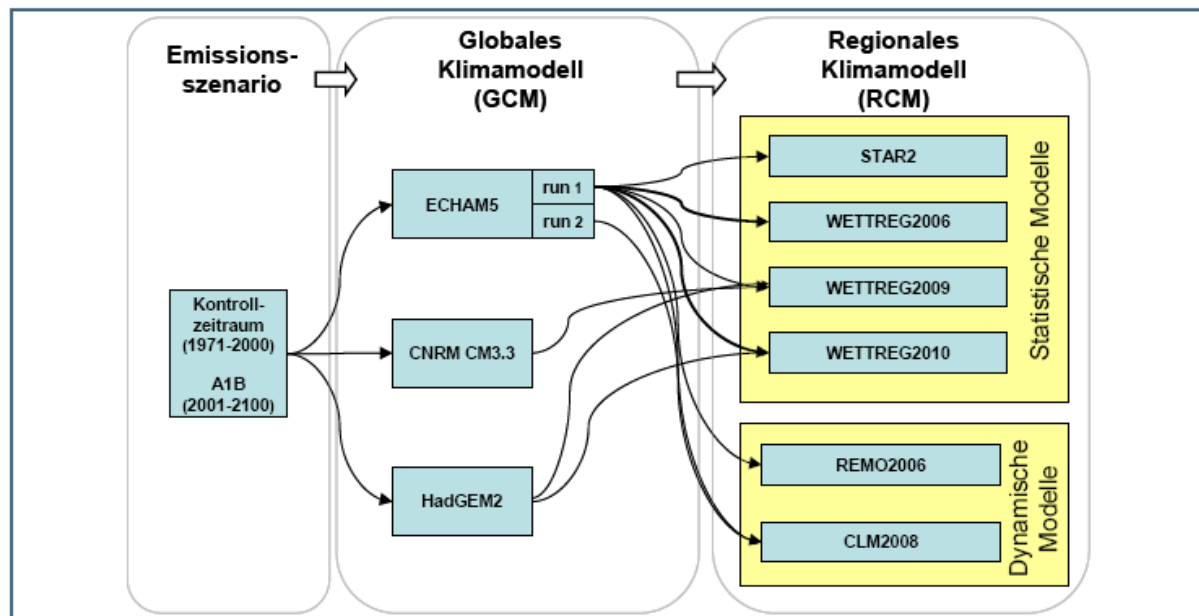 Emissions-
szenario
Globales
Klimamodell
(GCM)
Regionales
Klimamodell
(RCM)
Kontroll-
zeitraum
(1971-2000)
A1B
(2001-2100)
ECHAM5
run 1
run 2
CNRM CM3.3
HadGEM2
STAR2
WETTREG2006
WETTREG2009
WETTREG2010
Statistische Modelle
REMO2006
CLM2008
Dynamische
Modelle